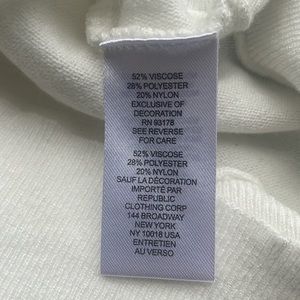 52% VISCOSE
28% POLYESTER
20% NYLON
EXCLUSIVE OF
DECORATION
RN 93178
SEE REVERSE
FOR CARE
52% VISCOSE
28% POLYESTER
20% NYLON
SAUF LA DÉCORATION
IMPORTÉ PAR
REPUBLIC
CLOTHING CORP
144 BROADWAY
NEW YORK
NY 10018 USA
ENTRETIEN
AU VERSO